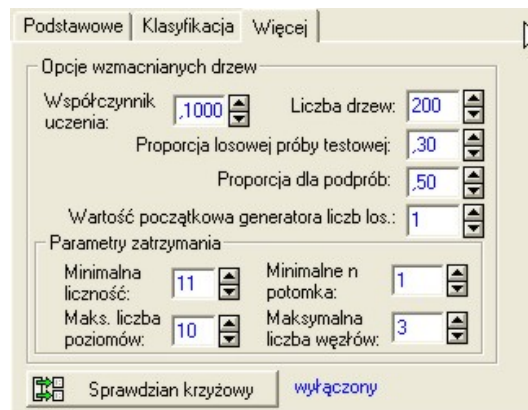 Podstawowe Klasyfikacja Więcej
Opcje wzmacnianych drzew
Współczynnik uczenia: ,1000 Liczba drzew: 200
Proporcja losowej próby testowej: ,30
Proporcja dla podprób: ,50
Wartość początkowa generatora liczb los.: 1
Parametry zatrzymania
Minimalna liczność: 11 Minimalne n potomka: 1
Maks. liczba poziomów: 10 Maksymalna liczba węzłów: 3
Sprawdzian krzyżowy wyłączony